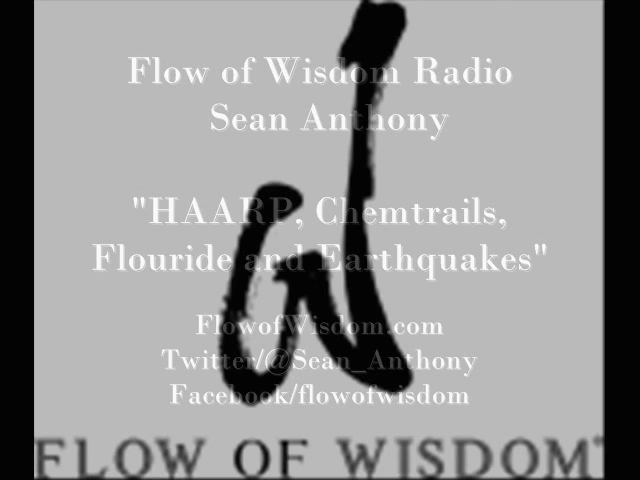 Flow of Wisdom Radio
Sean Anthony
"HAARP, Chemtrails,
Flouride and Earthquakes"
FlowofWisdom.com
Twitter/@Sean_Anthony
Facebook/flowofwisdom
FLOW OF WISDOM